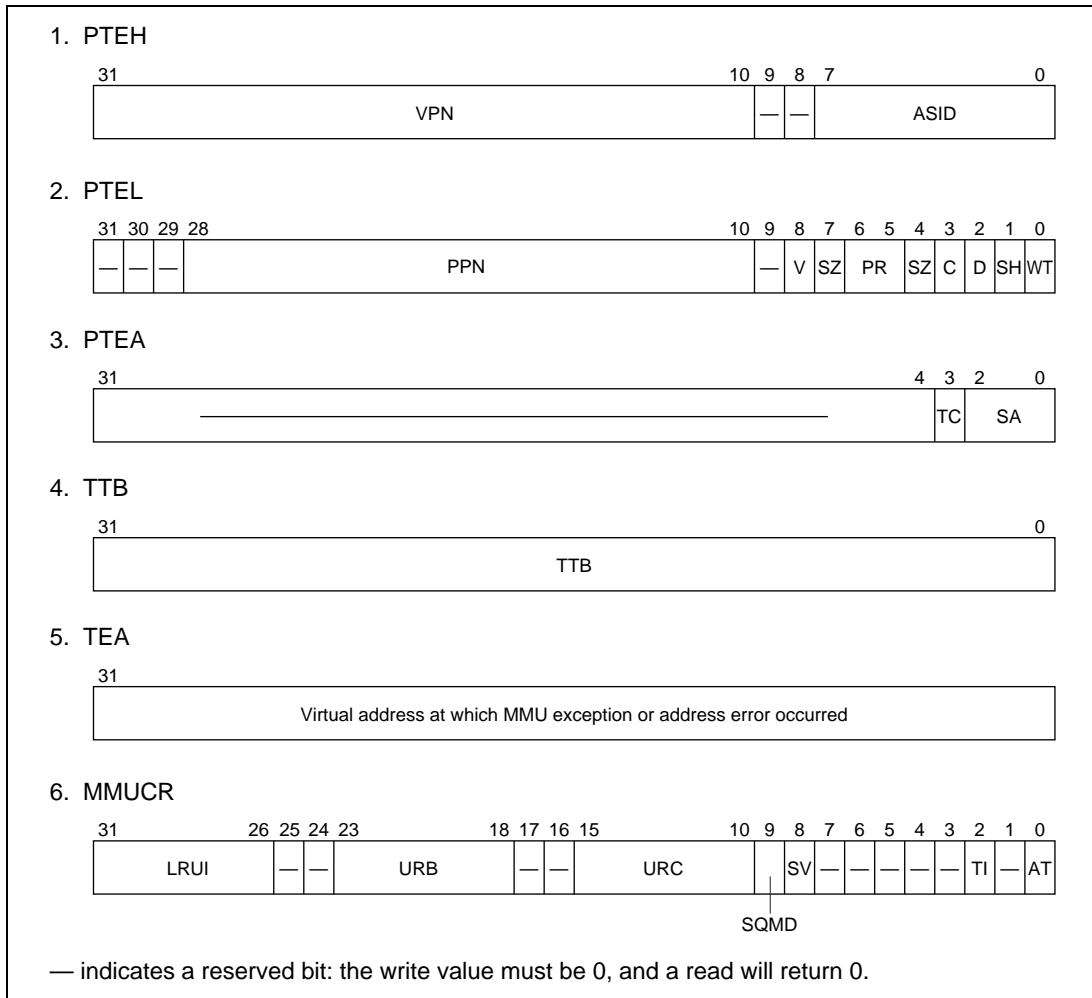 1. PTEH
31 10 9 8 7 0
VPN — — ASID
2. PTEL
31 30 29 28 10 9 8 7 6 5 4 3 2 1 0
— — — PPN — V SZ PR SZ C D SH WT
3. PTEA
31 4 3 2 0
— TC SA
4. TTB
31 0
TTB
5. TEA
31
Virtual address at which MMU exception or address error occurred
6. MMUCR
31 26 25 24 23 18 17 16 15 10 9 8 7 6 5 4 3 2 1 0
LRUI — — URB — — URC SV — — — — — TI — AT
SQMD
— indicates a reserved bit: the write value must be 0, and a read will return 0.